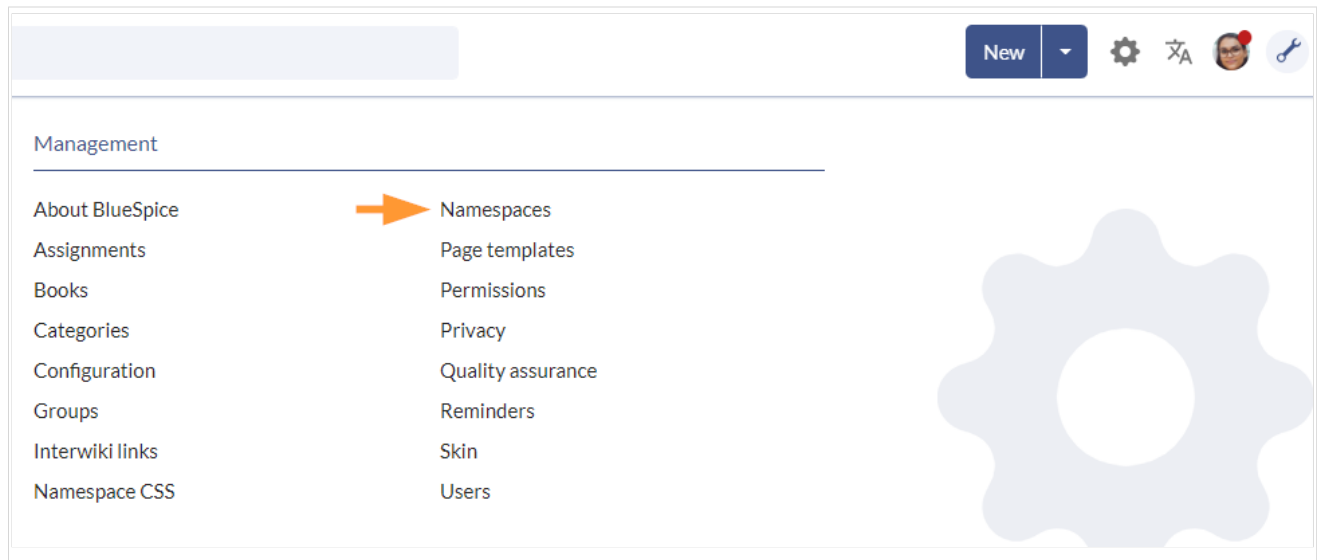 New
Management
About BlueSpice
Assignments
Books
Categories
Configuration
Groups
Interwiki links
Namespace CSS
Namespaces
Page templates
Permissions
Privacy
Quality assurance
Reminders
Skin
Users